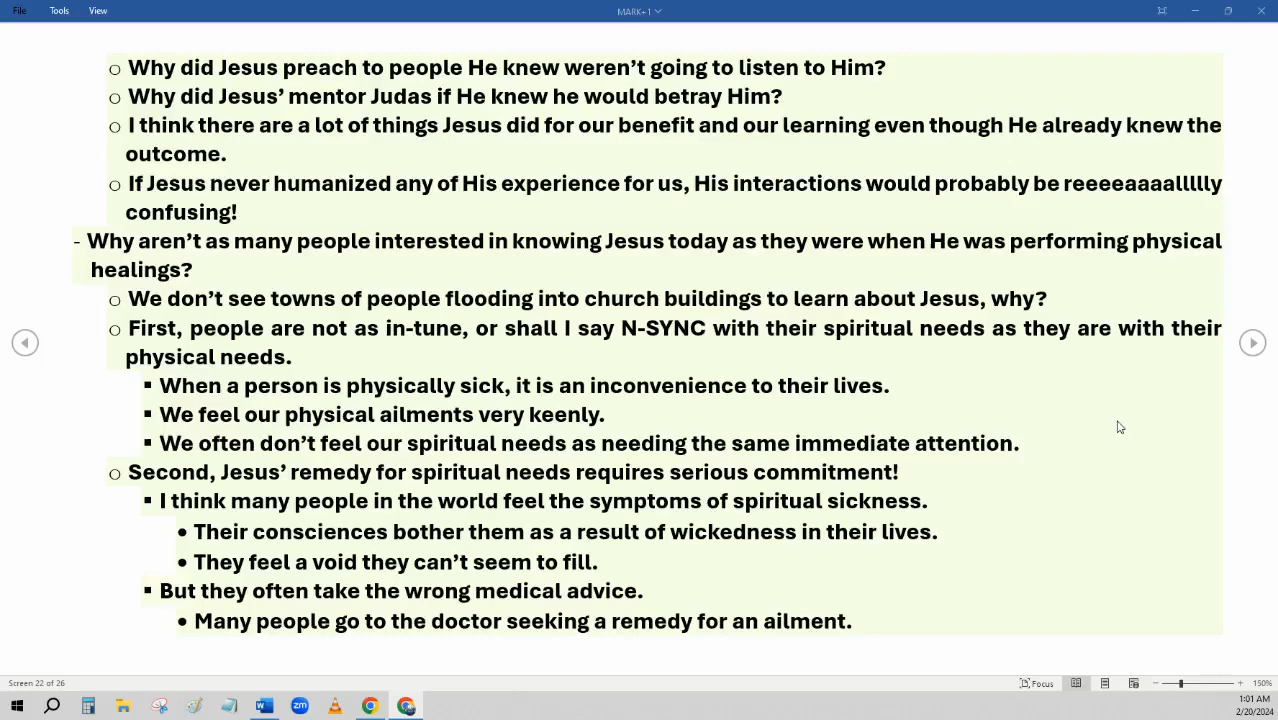 File Tools View MARK+1
o Why did Jesus preach to people He knew weren't going to listen to Him?
o Why did Jesus' mentor Judas if He knew he would betray Him?
o I think there are a lot of things Jesus did for our benefit and our learning even though He already knew the
outcome.
o If Jesus never humanized any of His experience for us, His interactions would probably be reeeeaaaallllly
confusing!
- Why aren't as many people interested in knowing Jesus today as they were when He was performing physical
healings?
o We don't see towns of people flooding into church buildings to learn about Jesus, why?
o First, people are not as in-tune, or shall I say N-SYNC with their spiritual needs as they are with their
physical needs.
▪ When a person is physically sick, it is an inconvenience to their lives.
▪ We feel our physical ailments very keenly.
▪ We often don't feel our spiritual needs as needing the same immediate attention.
o Second, Jesus' remedy for spiritual needs requires serious commitment!
▪ I think many people in the world feel the symptoms of spiritual sickness.
• Their consciences bother them as a result of wickedness in their lives.
• They feel a void they can't seem to fill.
▪ But they often take the wrong medical advice.
• Many people go to the doctor seeking a remedy for an ailment.
Screen 22 of 26 Focus 150%
zm 1:01 AM
2/20/2024